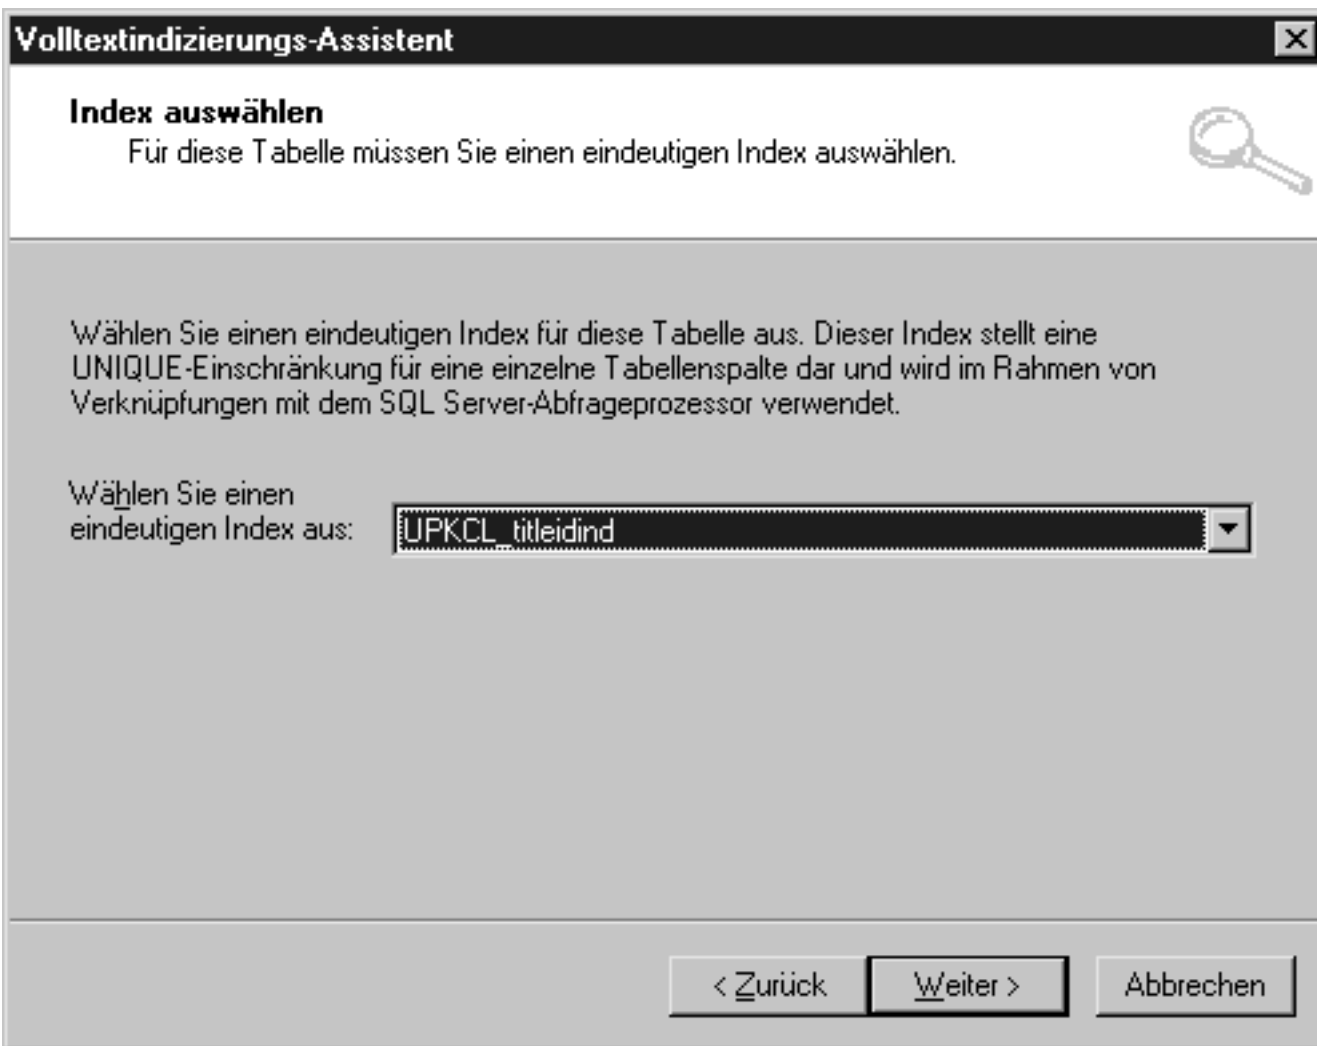 Volltextindizierungs-Assistent
Index auswählen
Für diese Tabelle müssen Sie einen eindeutigen Index auswählen.
Wählen Sie einen eindeutigen Index für diese Tabelle aus. Dieser Index stellt eine
UNIQUE-Einschränkung für eine einzelne Tabellenspalte dar und wird im Rahmen von
Verknüpfungen mit dem SQL Server-Abfrageprozessor verwendet.
Wählen Sie einen
eindeutigen Index aus:
UPKCL_titleidind
< Zurück
Weiter >
Abbrechen